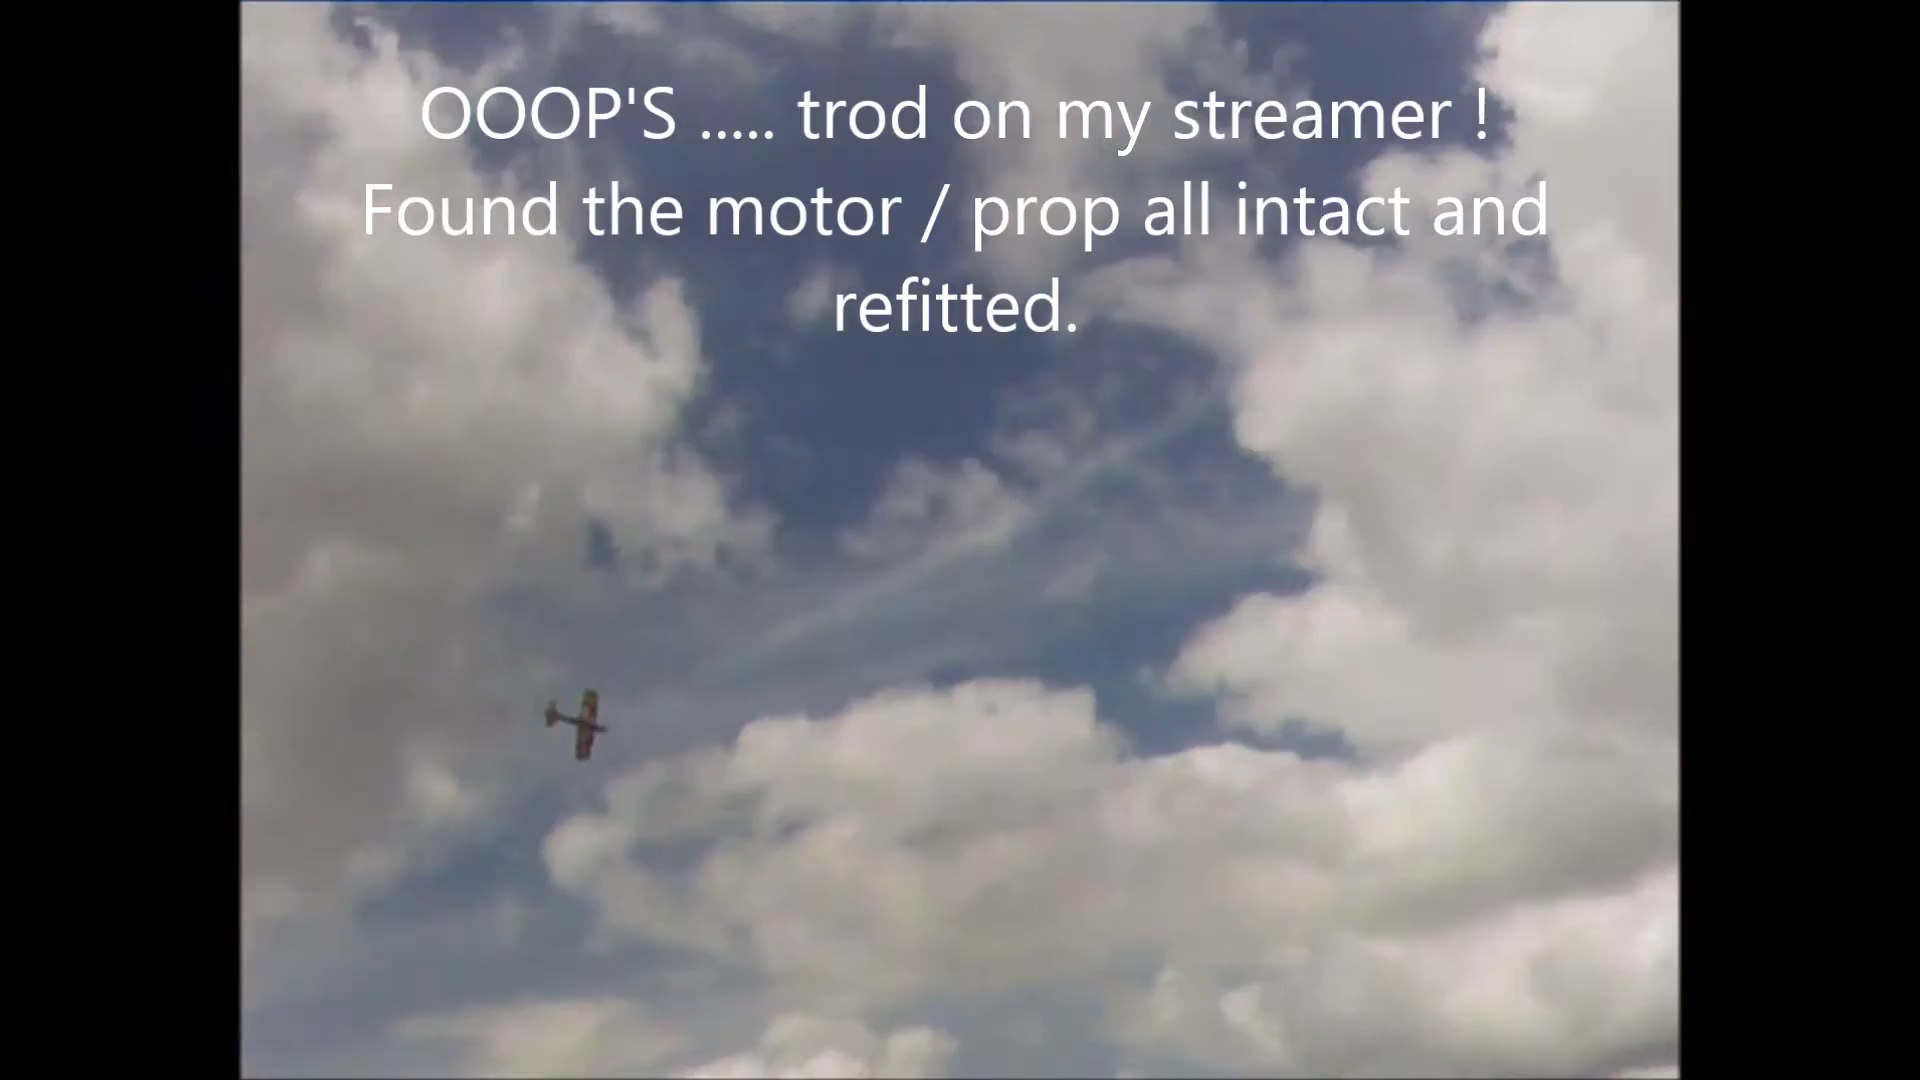 OOOP'S ..... trod on my streamer !
Found the motor / prop all intact and
refitted.